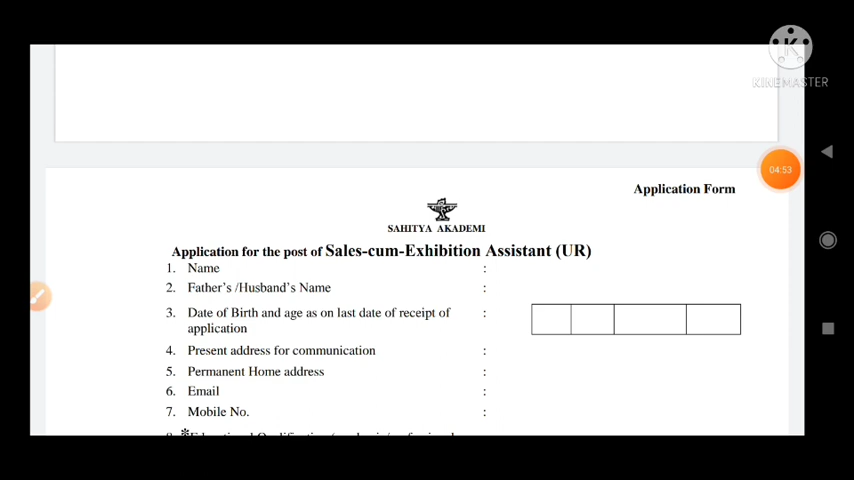 KINEMASTER
04:53
Application Form
SAHITYA AKADEMI
Application for the post of Sales-cum-Exhibition Assistant (UR)
1. Name :
2. Father's /Husband's Name :
3. Date of Birth and age as on last date of receipt of :
application
4. Present address for communication :
5. Permanent Home address :
6. Email :
7. Mobile No. :